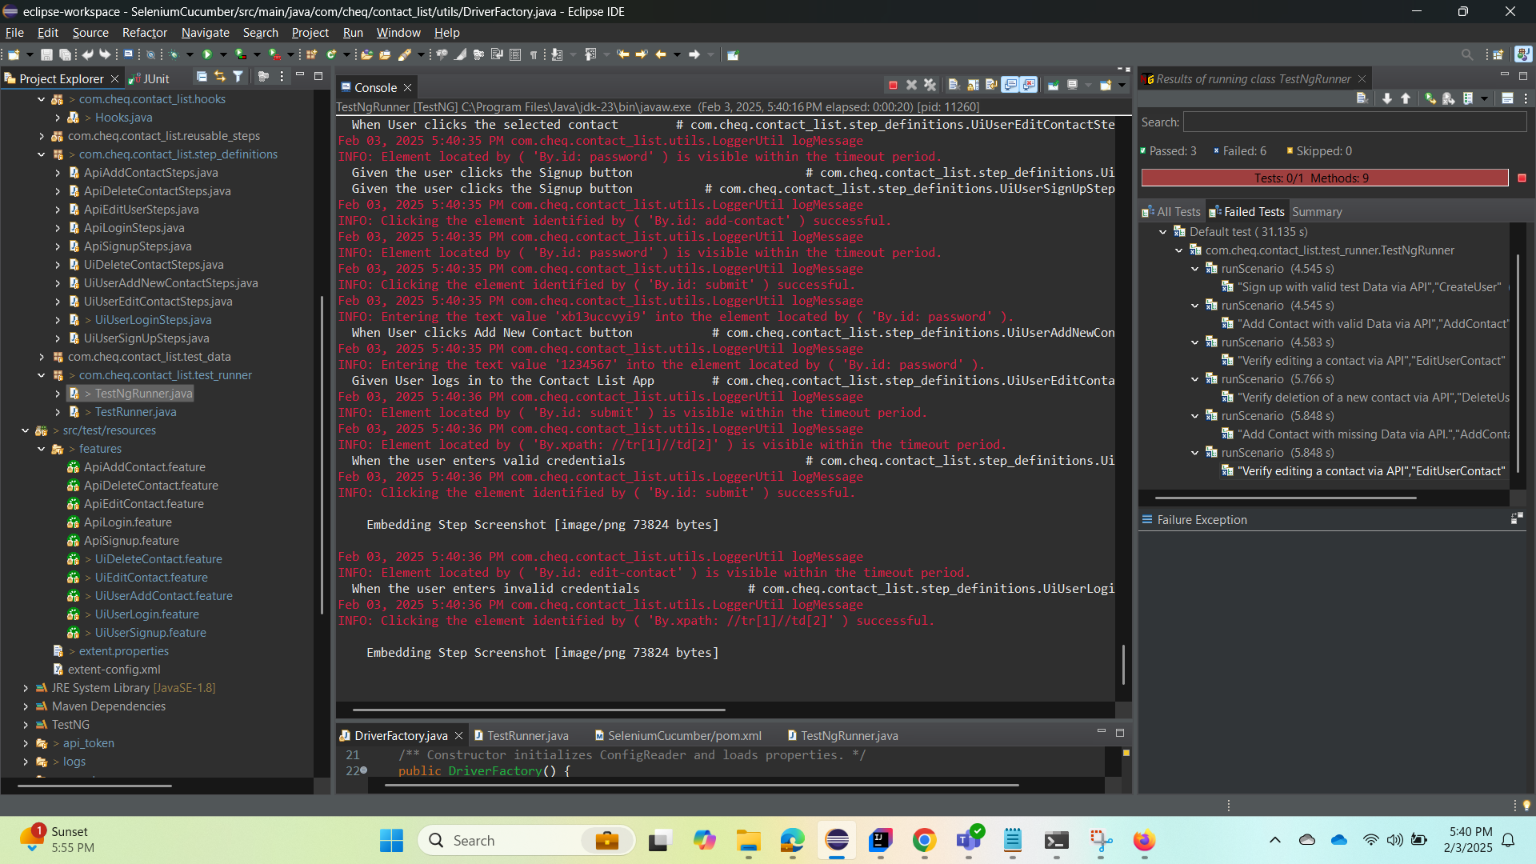 eclipse-workspace - SeleniumCucumber/src/main/java/com/cheq/contact_list/utils/DriverFactory.java - Eclipse IDE
File Edit Source Refactor Navigate Search Project Run Window Help
Project Explorer
JUnit
> com.cheq.contact_list.hooks
> Hooks.java
com.cheq.contact_list.reusable_steps
> com.cheq.contact_list.step_definitions
ApiAddContactSteps.java
ApiDeleteContactSteps.java
ApiEditUserSteps.java
ApiLoginSteps.java
ApiSignupSteps.java
UiDeleteContactSteps.java
UiUserAddNewContactSteps.java
UiUserEditContactSteps.java
> UiUserLoginSteps.java
UiUserSignUpSteps.java
com.cheq.contact_list.test_data
> com.cheq.contact_list.test_runner
> TestNgRunner.java
> TestRunner.java
> src/test/resources
> features
ApiAddContact.feature
ApiDeleteContact.feature
ApiEditContact.feature
ApiLogin.feature
ApiSignup.feature
> UiDeleteContact.feature
> UiEditContact.feature
> UiUserAddContact.feature
> UiUserLogin.feature
> UiUserSignup.feature
> extent.properties
extent-config.xml
JRE System Library [JavaSE-1.8]
Maven Dependencies
TestNG
> api_token
> logs
Console
TestNgRunner [TestNG] C:\Program Files\Java\jdk-23\bin\javaw.exe (Feb 3, 2025, 5:40:16 PM elapsed: 0:00:20) [pid: 11260]
When User clicks the selected contact # com.cheq.contact_list.step_definitions.UiUserEditContactSte
Feb 03, 2025 5:40:35 PM com.cheq.contact_list.utils.LoggerUtil logMessage
INFO: Element located by ( 'By.id: password' ) is visible within the timeout period.
Given the user clicks the Signup button # com.cheq.contact_list.step_definitions.Ui
Given the user clicks the Signup button # com.cheq.contact_list.step_definitions.UiUserSignUpStep
Feb 03, 2025 5:40:35 PM com.cheq.contact_list.utils.LoggerUtil logMessage
INFO: Clicking the element identified by ( 'By.id: add-contact' ) successful.
Feb 03, 2025 5:40:35 PM com.cheq.contact_list.utils.LoggerUtil logMessage
INFO: Element located by ( 'By.id: password' ) is visible within the timeout period.
Feb 03, 2025 5:40:35 PM com.cheq.contact_list.utils.LoggerUtil logMessage
INFO: Clicking the element identified by ( 'By.id: submit' ) successful.
Feb 03, 2025 5:40:35 PM com.cheq.contact_list.utils.LoggerUtil logMessage
INFO: Entering the text value 'xb13uccvyi9' into the element located by ( 'By.id: password' ).
When User clicks Add New Contact button # com.cheq.contact_list.step_definitions.UiUserAddNewCon
Feb 03, 2025 5:40:35 PM com.cheq.contact_list.utils.LoggerUtil logMessage
INFO: Entering the text value '1234567' into the element located by ( 'By.id: password' ).
Given User logs in to the Contact List App # com.cheq.contact_list.step_definitions.UiUserEditConta
Feb 03, 2025 5:40:36 PM com.cheq.contact_list.utils.LoggerUtil logMessage
INFO: Element located by ( 'By.id: submit' ) is visible within the timeout period.
Feb 03, 2025 5:40:36 PM com.cheq.contact_list.utils.LoggerUtil logMessage
INFO: Element located by ( 'By.xpath: //tr[1]//td[2]' ) is visible within the timeout period.
When the user enters valid credentials # com.cheq.contact_list.step_definitions.Ui
Feb 03, 2025 5:40:36 PM com.cheq.contact_list.utils.LoggerUtil logMessage
INFO: Clicking the element identified by ( 'By.id: submit' ) successful.
Embedding Step Screenshot [image/png 73824 bytes]
Feb 03, 2025 5:40:36 PM com.cheq.contact_list.utils.LoggerUtil logMessage
INFO: Element located by ( 'By.id: edit-contact' ) is visible within the timeout period.
When the user enters invalid credentials # com.cheq.contact_list.step_definitions.UiUserLogi
Feb 03, 2025 5:40:36 PM com.cheq.contact_list.utils.LoggerUtil logMessage
INFO: Clicking the element identified by ( 'By.xpath: //tr[1]//td[2]' ) successful.
Embedding Step Screenshot [image/png 73824 bytes]
DriverFactory.java
TestRunner.java
SeleniumCucumber/pom.xml
TestNgRunner.java
21 /** Constructor initializes ConfigReader and loads properties. */
22 public DriverFactory() {
Results of running class TestNgRunner
Search:
Passed: 3 Failed: 6 Skipped: 0
Tests: 0/1 Methods: 9
All Tests Failed Tests Summary
Default test ( 31.135 s)
com.cheq.contact_list.test_runner.TestNgRunner
runScenario (4.545 s)
"Sign up with valid test Data via API","CreateUser"
runScenario (4.545 s)
"Add Contact with valid Data via API","AddContact"
runScenario (4.583 s)
"Verify editing a contact via API","EditUserContact"
runScenario (5.766 s)
"Verify deletion of a new contact via API","DeleteUs
runScenario (5.848 s)
"Add Contact with missing Data via API.","AddConta
runScenario (5.848 s)
"Verify editing a contact via API","EditUserContact"
Failure Exception
1
Sunset
5:55 PM
Search
5:40 PM
2/3/2025